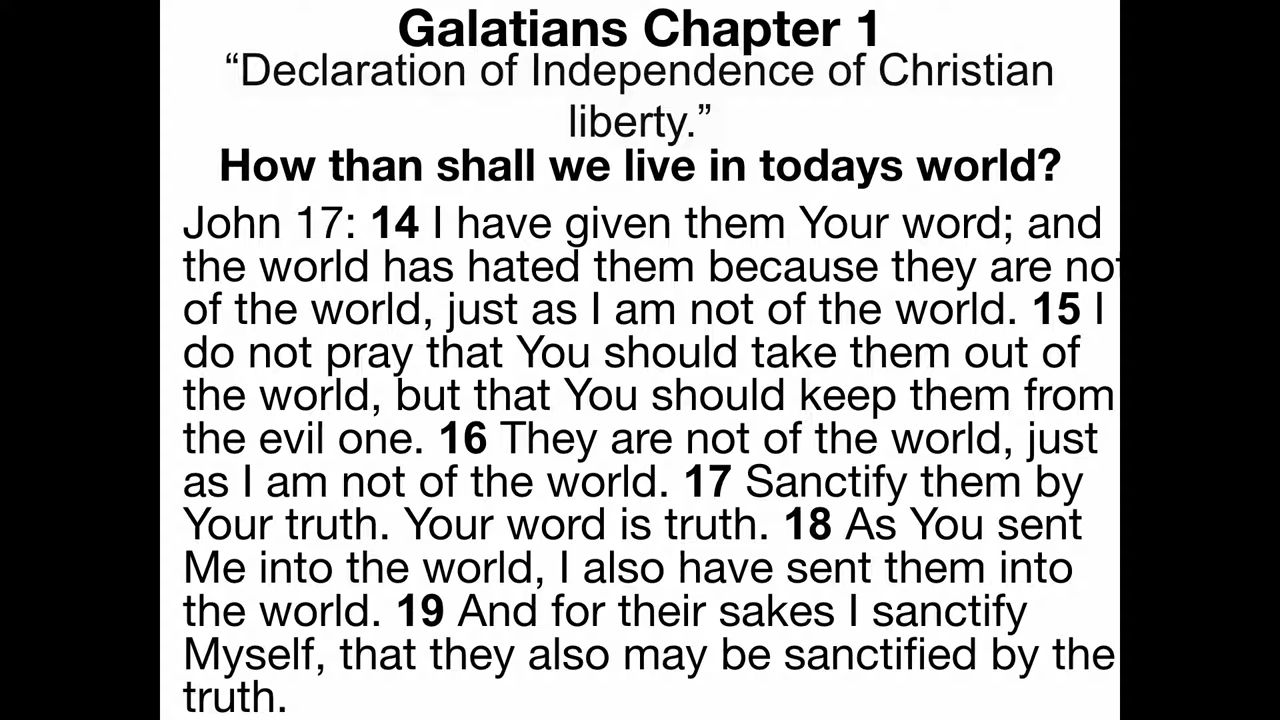 Galatians Chapter 1
“Declaration of Independence of Christian
liberty.”
How than shall we live in todays world?
John 17: 14 I have given them Your word; and
the world has hated them because they are not
of the world, just as I am not of the world. 15 I
do not pray that You should take them out of
the world, but that You should keep them from
the evil one. 16 They are not of the world, just
as I am not of the world. 17 Sanctify them by
Your truth. Your word is truth. 18 As You sent
Me into the world, I also have sent them into
the world. 19 And for their sakes I sanctify
Myself, that they also may be sanctified by the
truth.